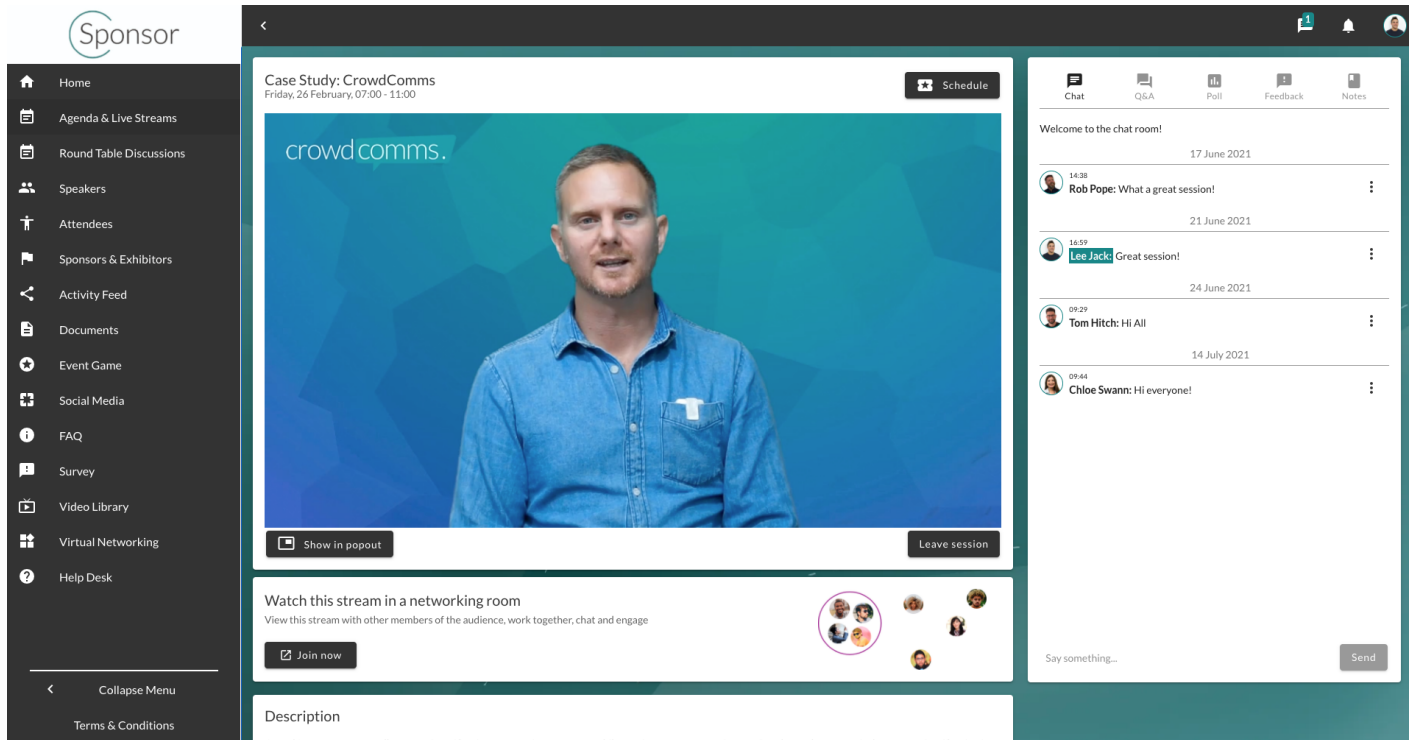 Sponsor
Home
Agenda & Live Streams
Round Table Discussions
Speakers
Attendees
Sponsors & Exhibitors
Activity Feed
Documents
Event Game
Social Media
FAQ
Survey
Video Library
Virtual Networking
Help Desk
Collapse Menu
Terms & Conditions
1
Case Study: CrowdComms
Friday, 26 February, 07:00 - 11:00
Schedule
crowdcomms.
Show in popout
Leave session
Watch this stream in a networking room
View this stream with other members of the audience, work together, chat and engage
Join now
Description
Chat
Q&A
Poll
Feedback
Notes
Welcome to the chat room!
17 June 2021
14:38
Rob Pope: What a great session!
21 June 2021
16:59
Lee Jack: Great session!
24 June 2021
09:29
Tom Hitch: Hi All
14 July 2021
09:44
Chloe Swann: Hi everyone!
Say something...
Send